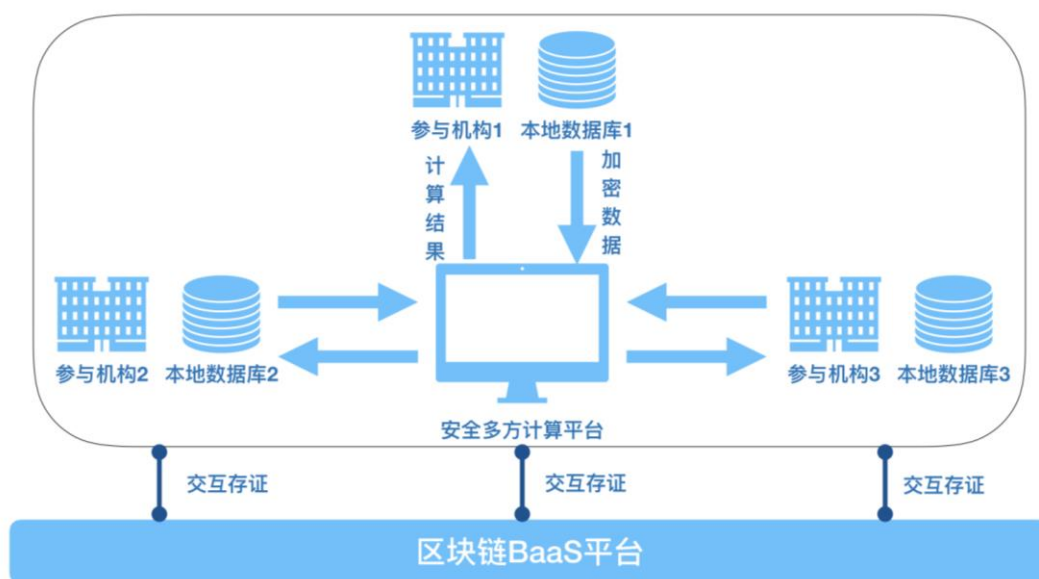 参与机构1
本地数据库1
计算结果
加密数据
参与机构2
本地数据库2
参与机构3
本地数据库3
安全多方计算平台
交互存证
交互存证
交互存证
区块链BaaS平台